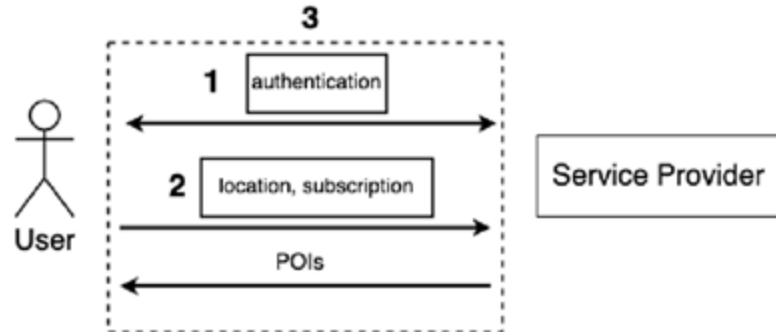 3
1
authentication
2
location, subscription
Service Provider
User
POIs